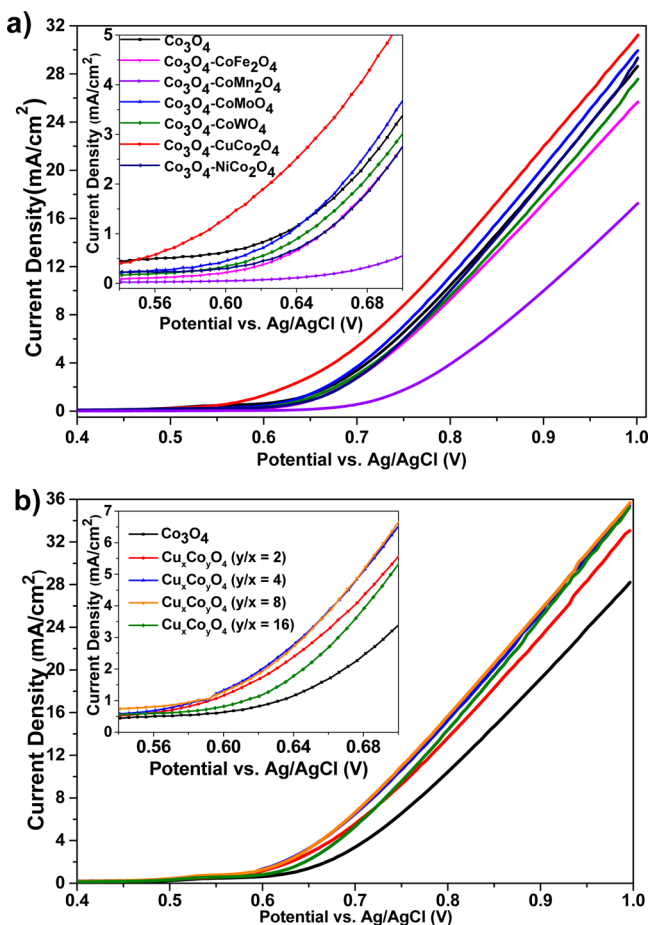 a)
Current Density(mA/cm²)
32
28
24
20
16
12
8
4
0
0.4 0.5 0.6 0.7 0.8 0.9 1.0
Potential vs. Ag/AgCl (V)
Current Density (mA/cm²)
5
4
3
2
1
0
0.56 0.60 0.64 0.68
Potential vs. Ag/AgCl (V)
Co₃O₄
Co₃O₄-CoFe₂O₄
Co₃O₄-CoMn₂O₄
Co₃O₄-CoMoO₄
Co₃O₄-CoWO₄
Co₃O₄-CuCo₂O₄
Co₃O₄-NiCo₂O₄
b)
Current Density (mA/cm²)
36
32
28
24
20
16
12
8
4
0
0.4 0.5 0.6 0.7 0.8 0.9 1.0
Potential vs. Ag/AgCl (V)
Current Density (mA/cm²)
7
6
5
4
3
2
1
0
0.56 0.60 0.64 0.68
Potential vs. Ag/AgCl (V)
Co₃O₄
CuₓCoᵧO₄ (y/x = 2)
CuₓCoᵧO₄ (y/x = 4)
CuₓCoᵧO₄ (y/x = 8)
CuₓCoᵧO₄ (y/x = 16)